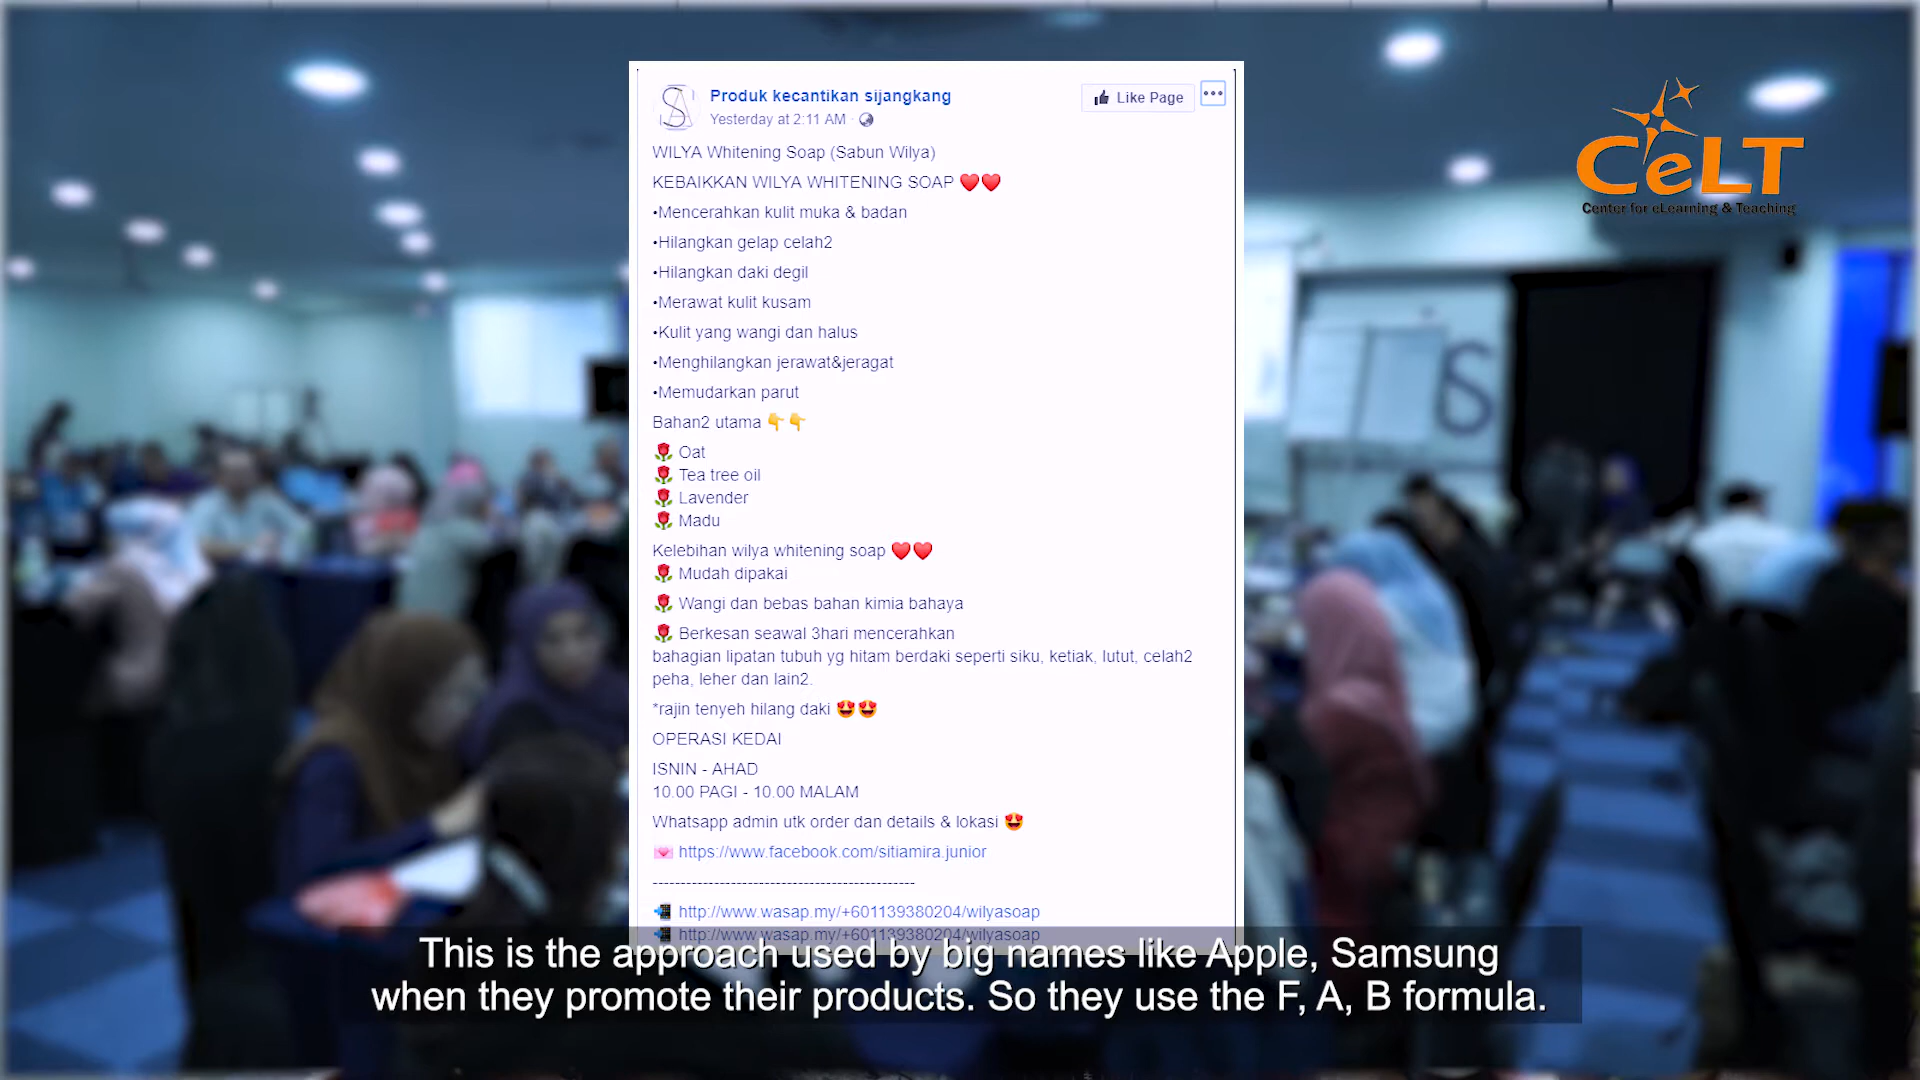 Produk kecantikan sijangkang
Like Page
Yesterday at 2:11 AM
WILYA Whitening Soap (Sabun Wilya)
KEBAIKKAN WILYA WHITENING SOAP ❤️❤️
•Mencerahkan kulit muka & badan
•Hilangkan gelap celah2
•Hilangkan daki degil
•Merawat kulit kusam
•Kulit yang wangi dan halus
•Menghilangkan jerawat&jeragat
•Memudarkan parut
Bahan2 utama 👇👇
🌹 Oat
🌹 Tea tree oil
🌹 Lavender
🌹 Madu
Kelebihan wilya whitening soap ❤️❤️
🌹 Mudah dipakai
🌹 Wangi dan bebas bahan kimia bahaya
🌹 Berkesan seawal 3hari mencerahkan
bahagian lipatan tubuh yg hitam berdaki seperti siku, ketiak, lutut, celah2
peha, leher dan lain2.
*rajin tenyeh hilang daki 😍😍
OPERASI KEDAI
ISNIN - AHAD
10.00 PAGI - 10.00 MALAM
Whatsapp admin utk order dan details & lokasi 😍
💌 https://www.facebook.com/sitiamira.junior
-----------------------------------------------
📲 http://www.wasap.my/+601139380204/wilyasoap
📲 http://www.wasap.my/+601139380204/wilyasoap
CeLT
Center for eLearning & Teaching
S
This is the approach used by big names like Apple, Samsung
when they promote their products. So they use the F, A, B formula.